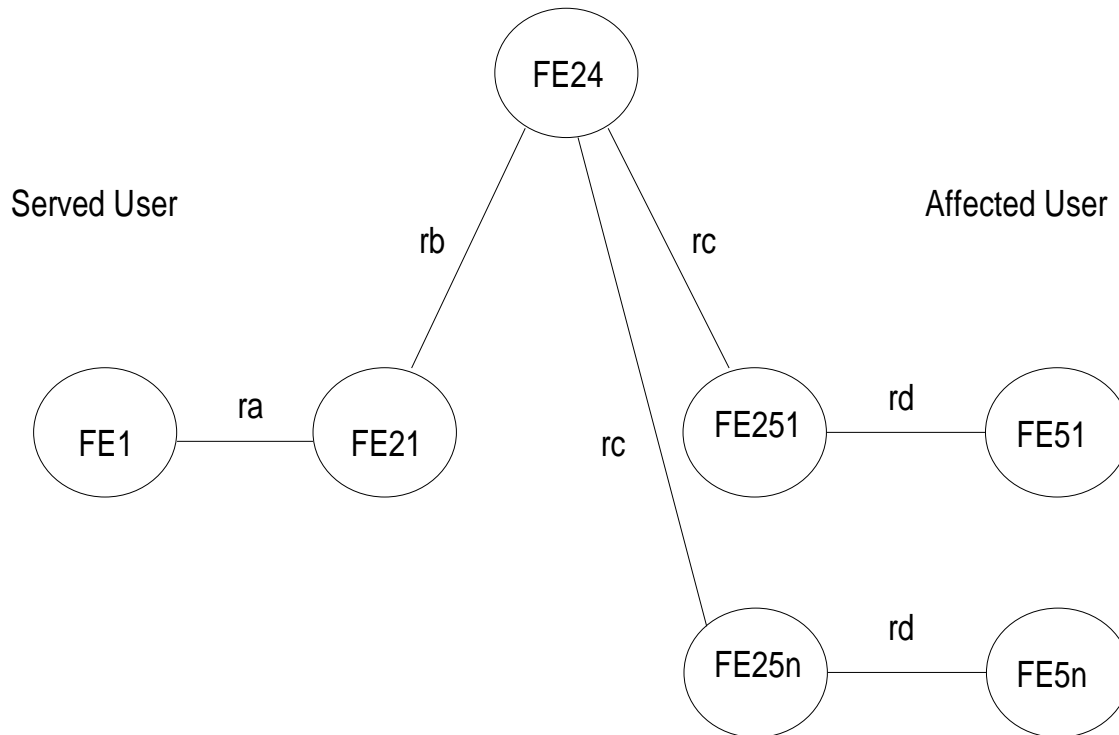 FE24
Served User
Affected User
rb
rc
ra
rd
FE1
FE21
rc
FE251
FE51
rd
FE25n
FE5n